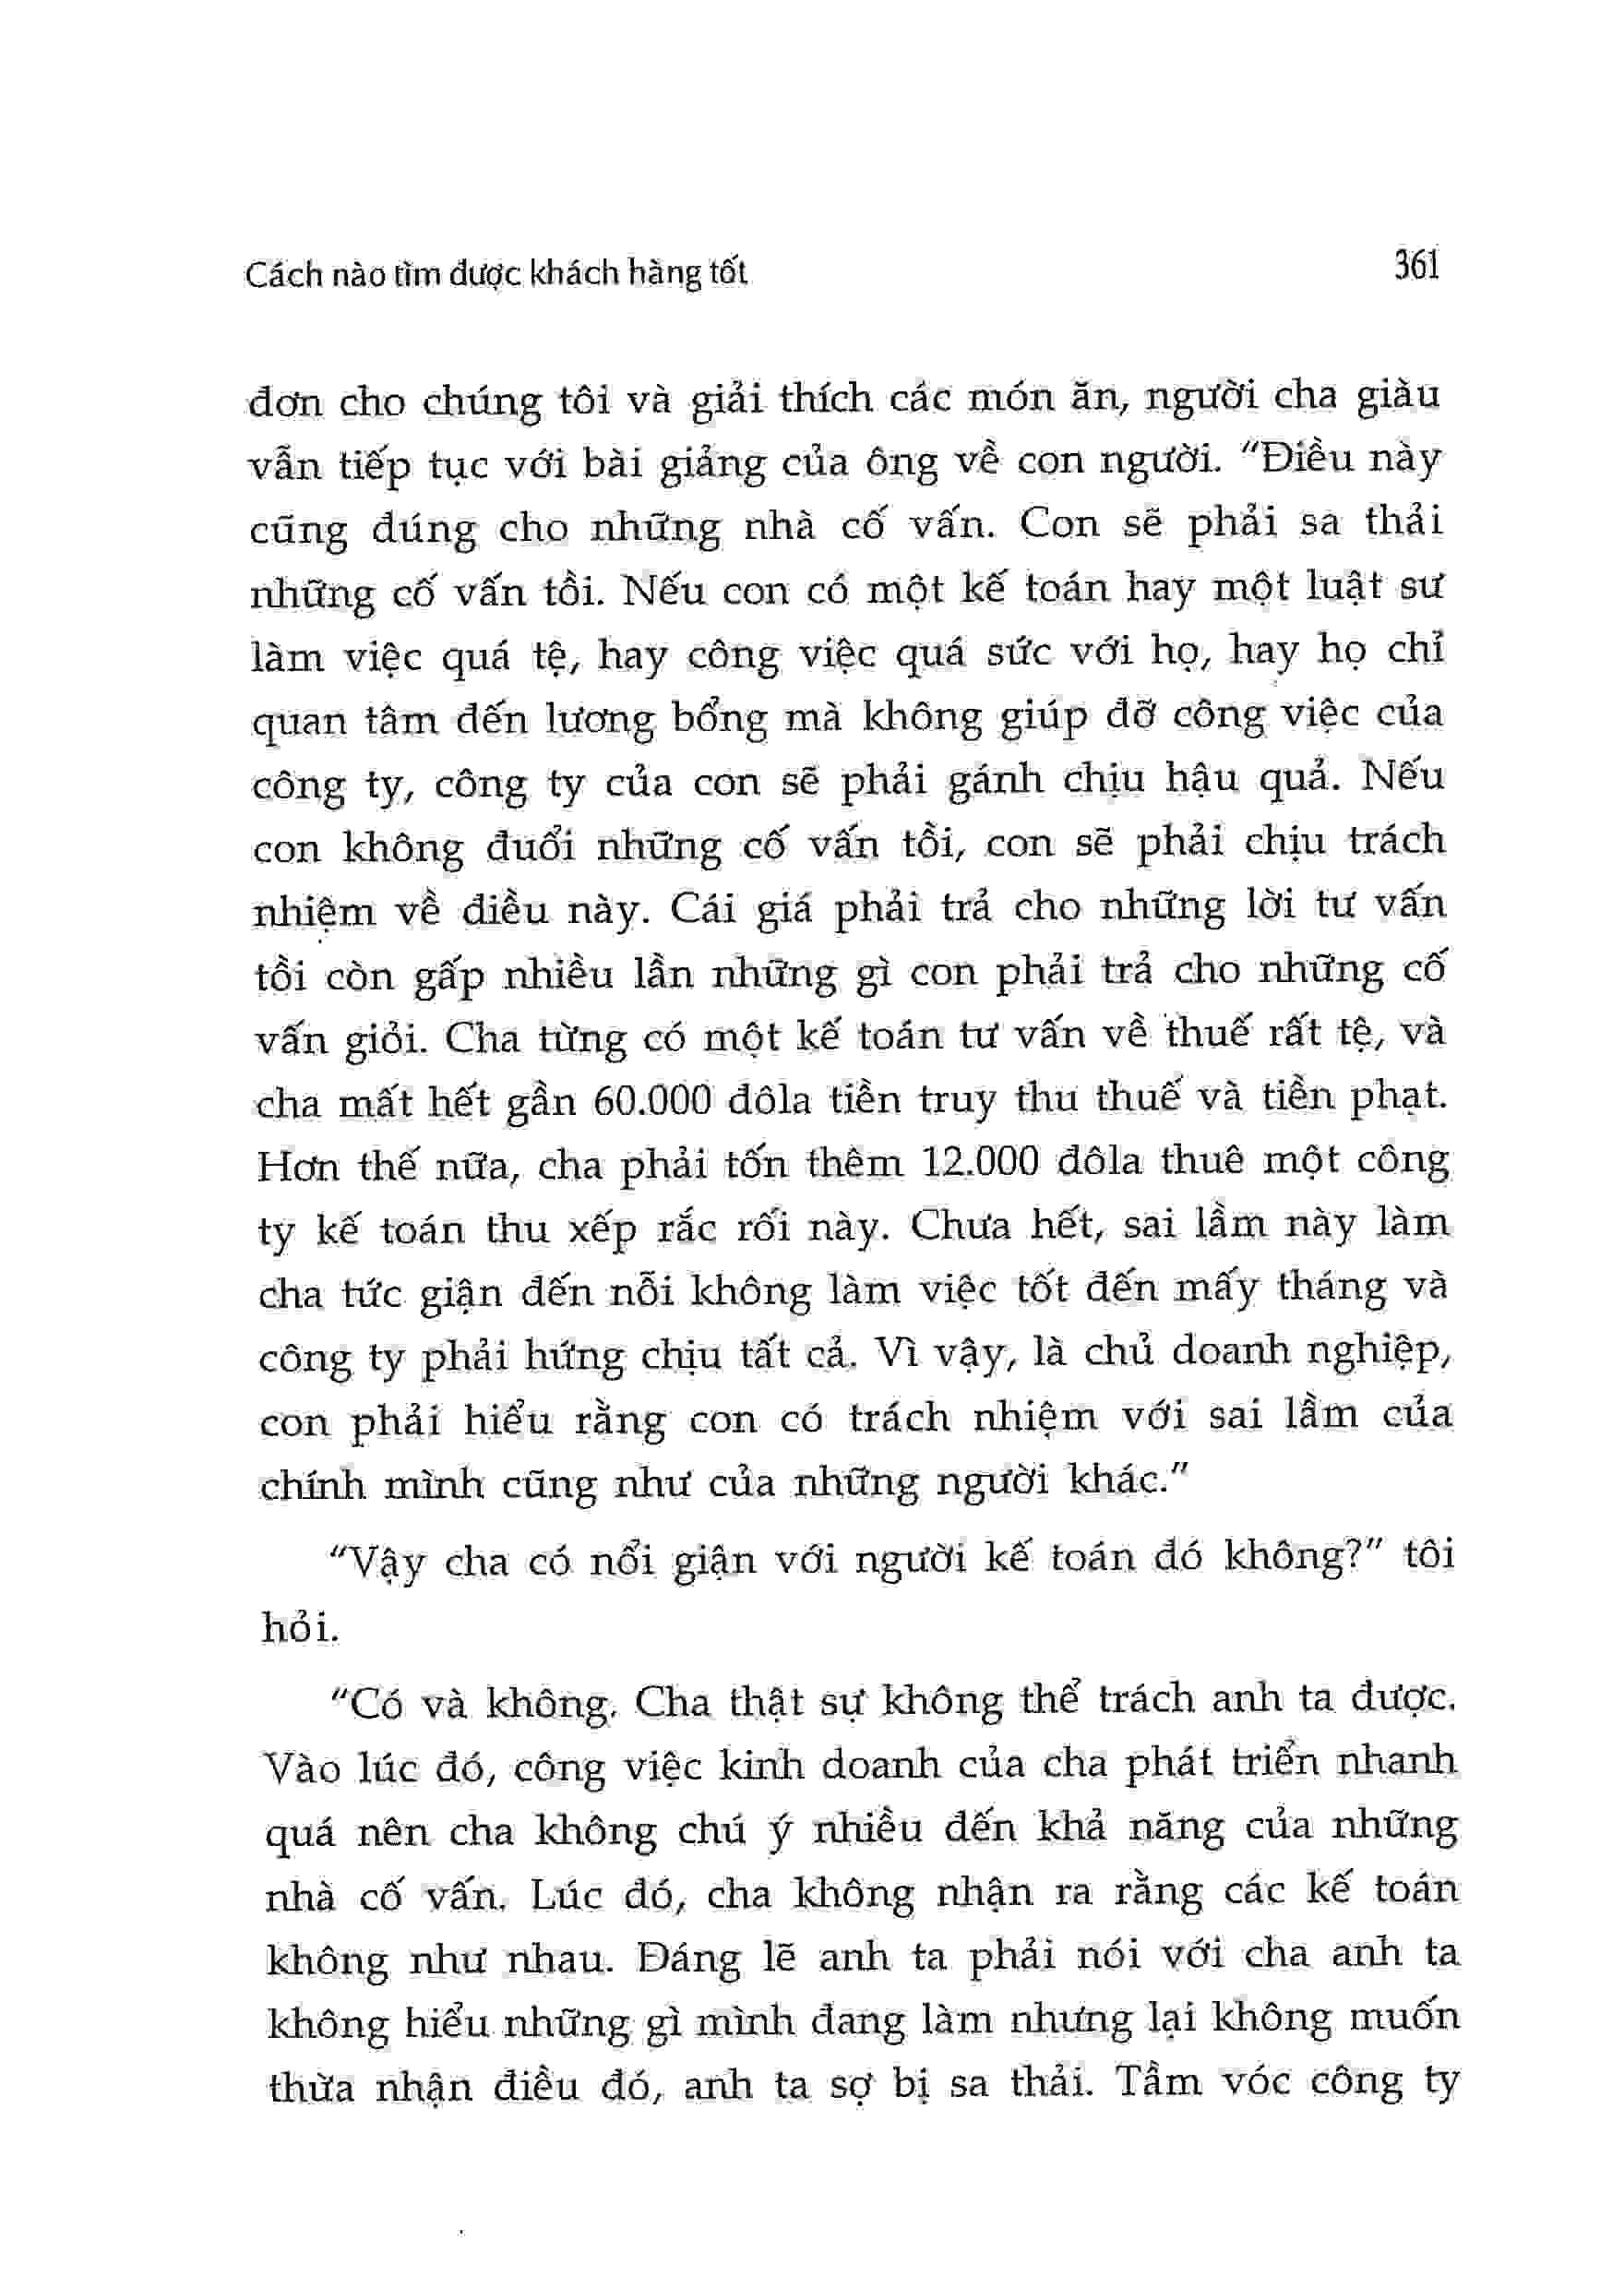 Cách nào tìm được khách hàng tốt 361
đơn cho chúng tôi và giải thích các món ăn, người cha giàu
vẫn tiếp tục với bài giảng của ông về con người. “Điều này
cũng đúng cho những nhà cố vấn. Con sẽ phải sa thải
những cố vấn tồi. Nếu con có một kế toán hay một luật sư
làm việc quá tệ, hay công việc quá sức với họ, hay họ chỉ
quan tâm đến lương bổng mà không giúp đỡ công việc của
công ty, công ty của con sẽ phải gánh chịu hậu quả. Nếu
con không đuổi những cố vấn tồi, con sẽ phải chịu trách
nhiệm về điều này. Cái giá phải trả cho những lời tư vấn
tồi còn gấp nhiều lần những gì con phải trả cho những cố
vấn giỏi. Cha từng có một kế toán tư vấn về thuế rất tệ, và
cha mất hết gần 60.000 đôla tiền truy thu thuế và tiền phạt.
Hơn thế nữa, cha phải tốn thêm 12.000 đôla thuê một công
ty kế toán thu xếp rắc rối này. Chưa hết, sai lầm này làm
cha tức giận đến nỗi không làm việc tốt đến mấy tháng và
công ty phải hứng chịu tất cả. Vì vậy, là chủ doanh nghiệp,
con phải hiểu rằng con có trách nhiệm với sai lầm của
chính mình cũng như của những người khác.”
“Vậy cha có nổi giận với người kế toán đó không?” tôi
hỏi.
“Có và không. Cha thật sự không thể trách anh ta được.
Vào lúc đó, công việc kinh doanh của cha phát triển nhanh
quá nên cha không chú ý nhiều đến khả năng của những
nhà cố vấn. Lúc đó, cha không nhận ra rằng các kế toán
không như nhau. Đáng lẽ anh ta phải nói với cha anh ta
không hiểu những gì mình đang làm nhưng lại không muốn
thừa nhận điều đó, anh ta sợ bị sa thải. Tầm vóc công ty